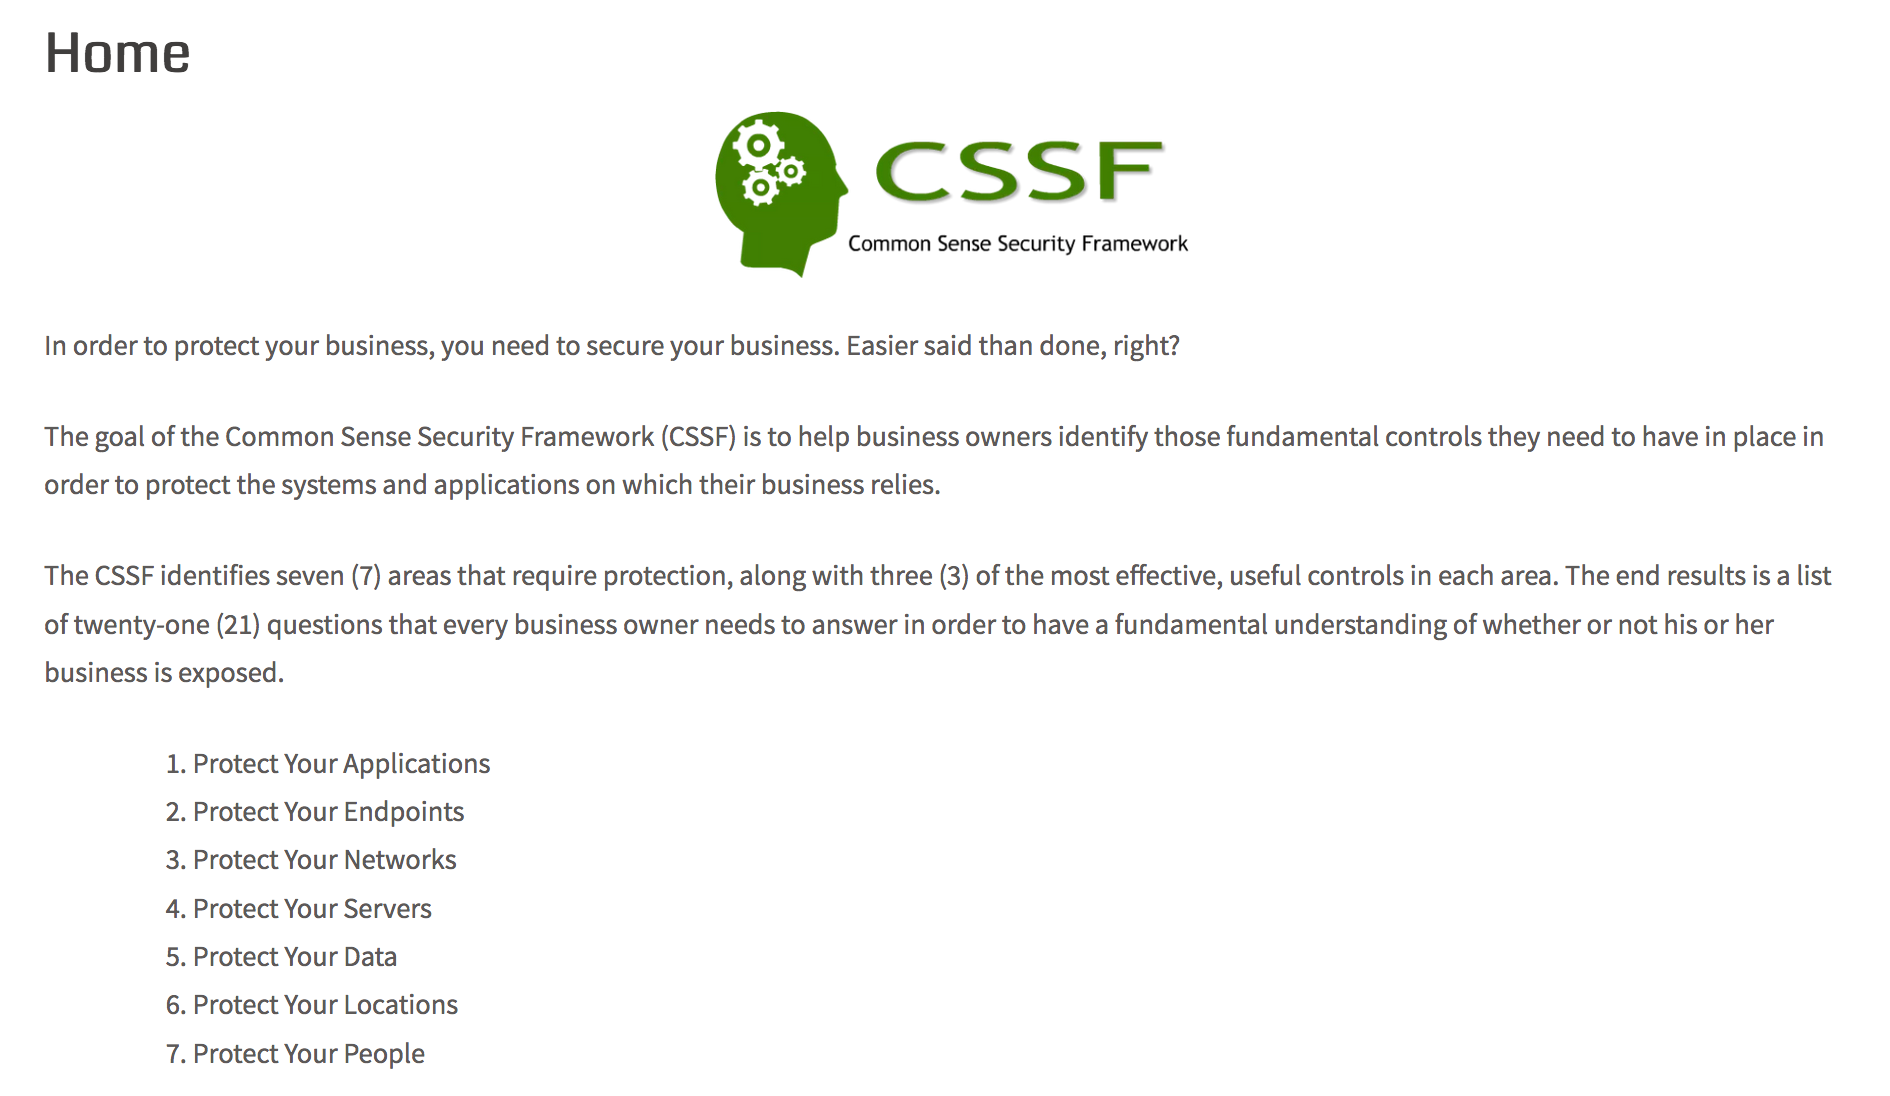 Home
CSSF
Common Sense Security Framework
In order to protect your business, you need to secure your business. Easier said than done, right?
The goal of the Common Sense Security Framework (CSSF) is to help business owners identify those fundamental controls they need to have in place in
order to protect the systems and applications on which their business relies.
The CSSF identifies seven (7) areas that require protection, along with three (3) of the most effective, useful controls in each area. The end results is a list
of twenty-one (21) questions that every business owner needs to answer in order to have a fundamental understanding of whether or not his or her
business is exposed.
1. Protect Your Applications
2. Protect Your Endpoints
3. Protect Your Networks
4. Protect Your Servers
5. Protect Your Data
6. Protect Your Locations
7. Protect Your People